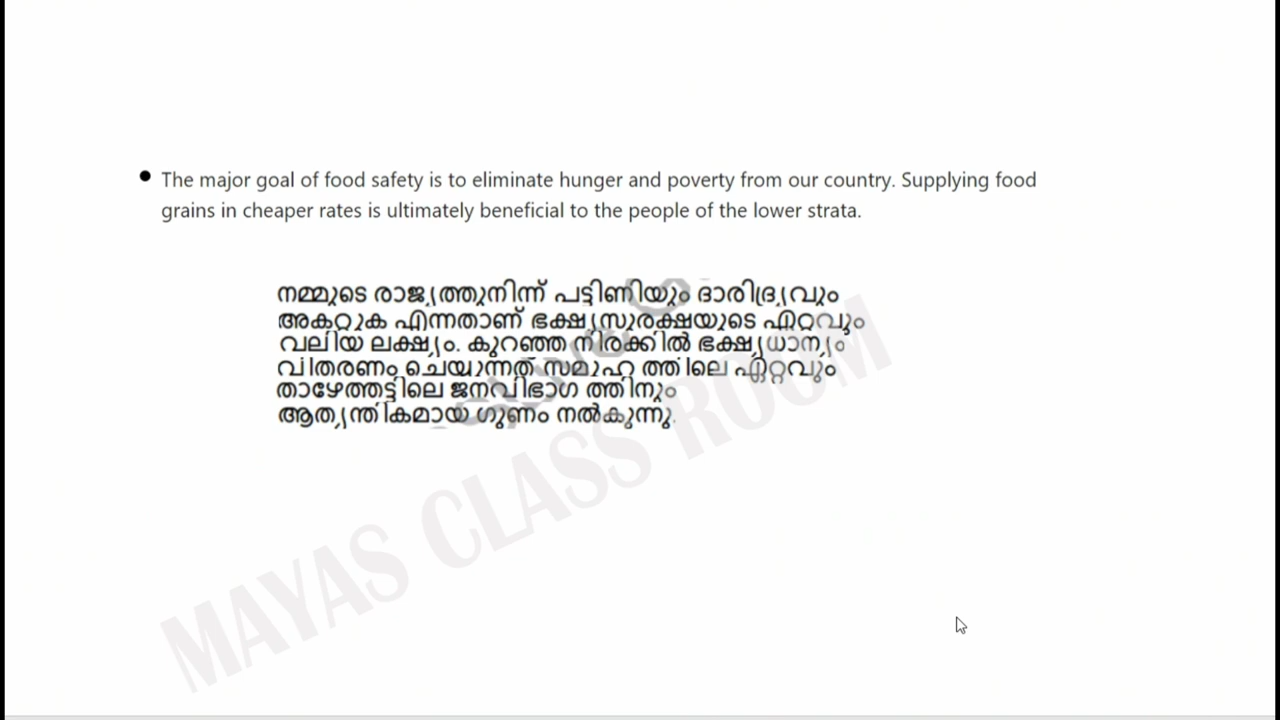 • The major goal of food safety is to eliminate hunger and poverty from our country. Supplying food
grains in cheaper rates is ultimately beneficial to the people of the lower strata.
നമ്മുടെ രാജ്യത്തുനിന്ന് പട്ടിണിയും ദാരിദ്ര്യവും
അകറ്റുക എന്നതാണ് ഭക്ഷ്യസുരക്ഷയുടെ ഏറ്റവും
വലിയ ലക്ഷ്യം. കുറഞ്ഞ നിരക്കിൽ ഭക്ഷ്യധാന്യം
വിതരണം ചെയ്യുന്നത് സമൂഹ ത്തിലെ ഏറ്റവും
താഴേത്തട്ടിലെ ജനവിഭാഗ ത്തിനും
ആത്യന്തികമായ ഗുണം നൽകുന്നു.
MAYAS CLASS ROOM